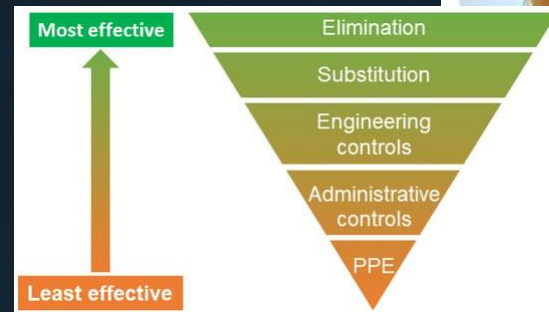 Most effective
Elimination
Substitution
Engineering
controls
Administrative
controls
PPE
Least effective